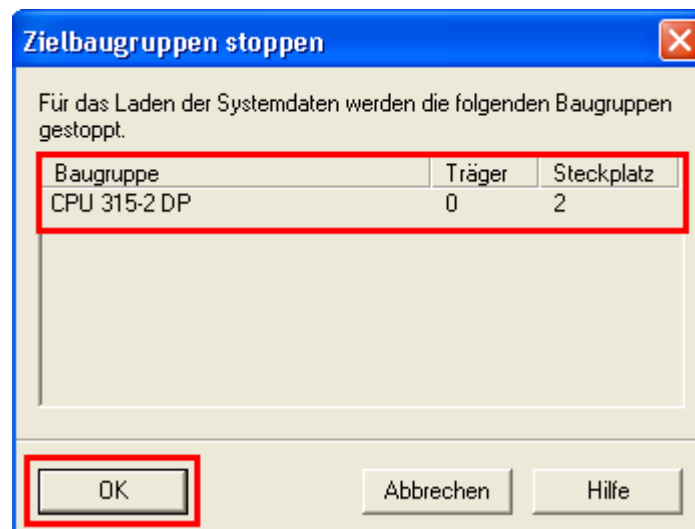 Zielbaugruppen stoppen
Für das Laden der Systemdaten werden die folgenden Baugruppen
gestoppt.
Baugruppe Träger Steckplatz
CPU 315-2 DP 0 2
OK Abbrechen Hilfe